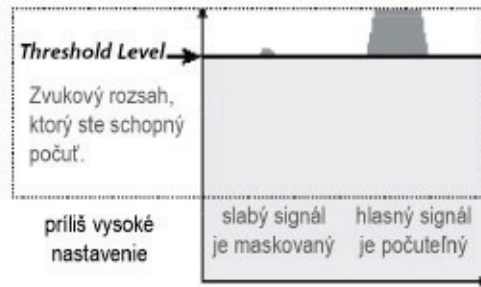 Threshold Level
Zvukový rozsah,
ktorý ste schopný
počuť.
príliš vysoké
nastavenie
slabý signál
je maskovaný
hlasný signál
je počuteľný